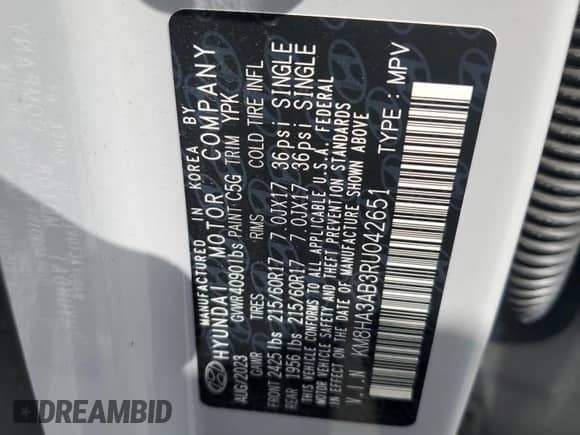 MANUFACTURED IN KOREA BY
HYUNDAI MOTOR COMPANY
AUG/2023 GVWR 4090 lbs PAINT C5G TRIM YPK
GAWR TIRES RIMS COLD TIRE INFL
FRONT 2425 lbs 215/60R17 7.0JX17 36psi SINGLE
REAR 1956 lbs 215/60R17 7.0JX17 36psi SINGLE
THIS VEHICLE CONFORMS TO ALL APPLICABLE U.S.A. FEDERAL
MOTOR VEHICLE SAFETY AND BUMPER STANDARDS
IN EFFECT ON THE DATE OF MANUFACTURE SHOWN ABOVE
V.I.N KM8HA3AB3RU042651 TYPE : MPV
DREAMBID